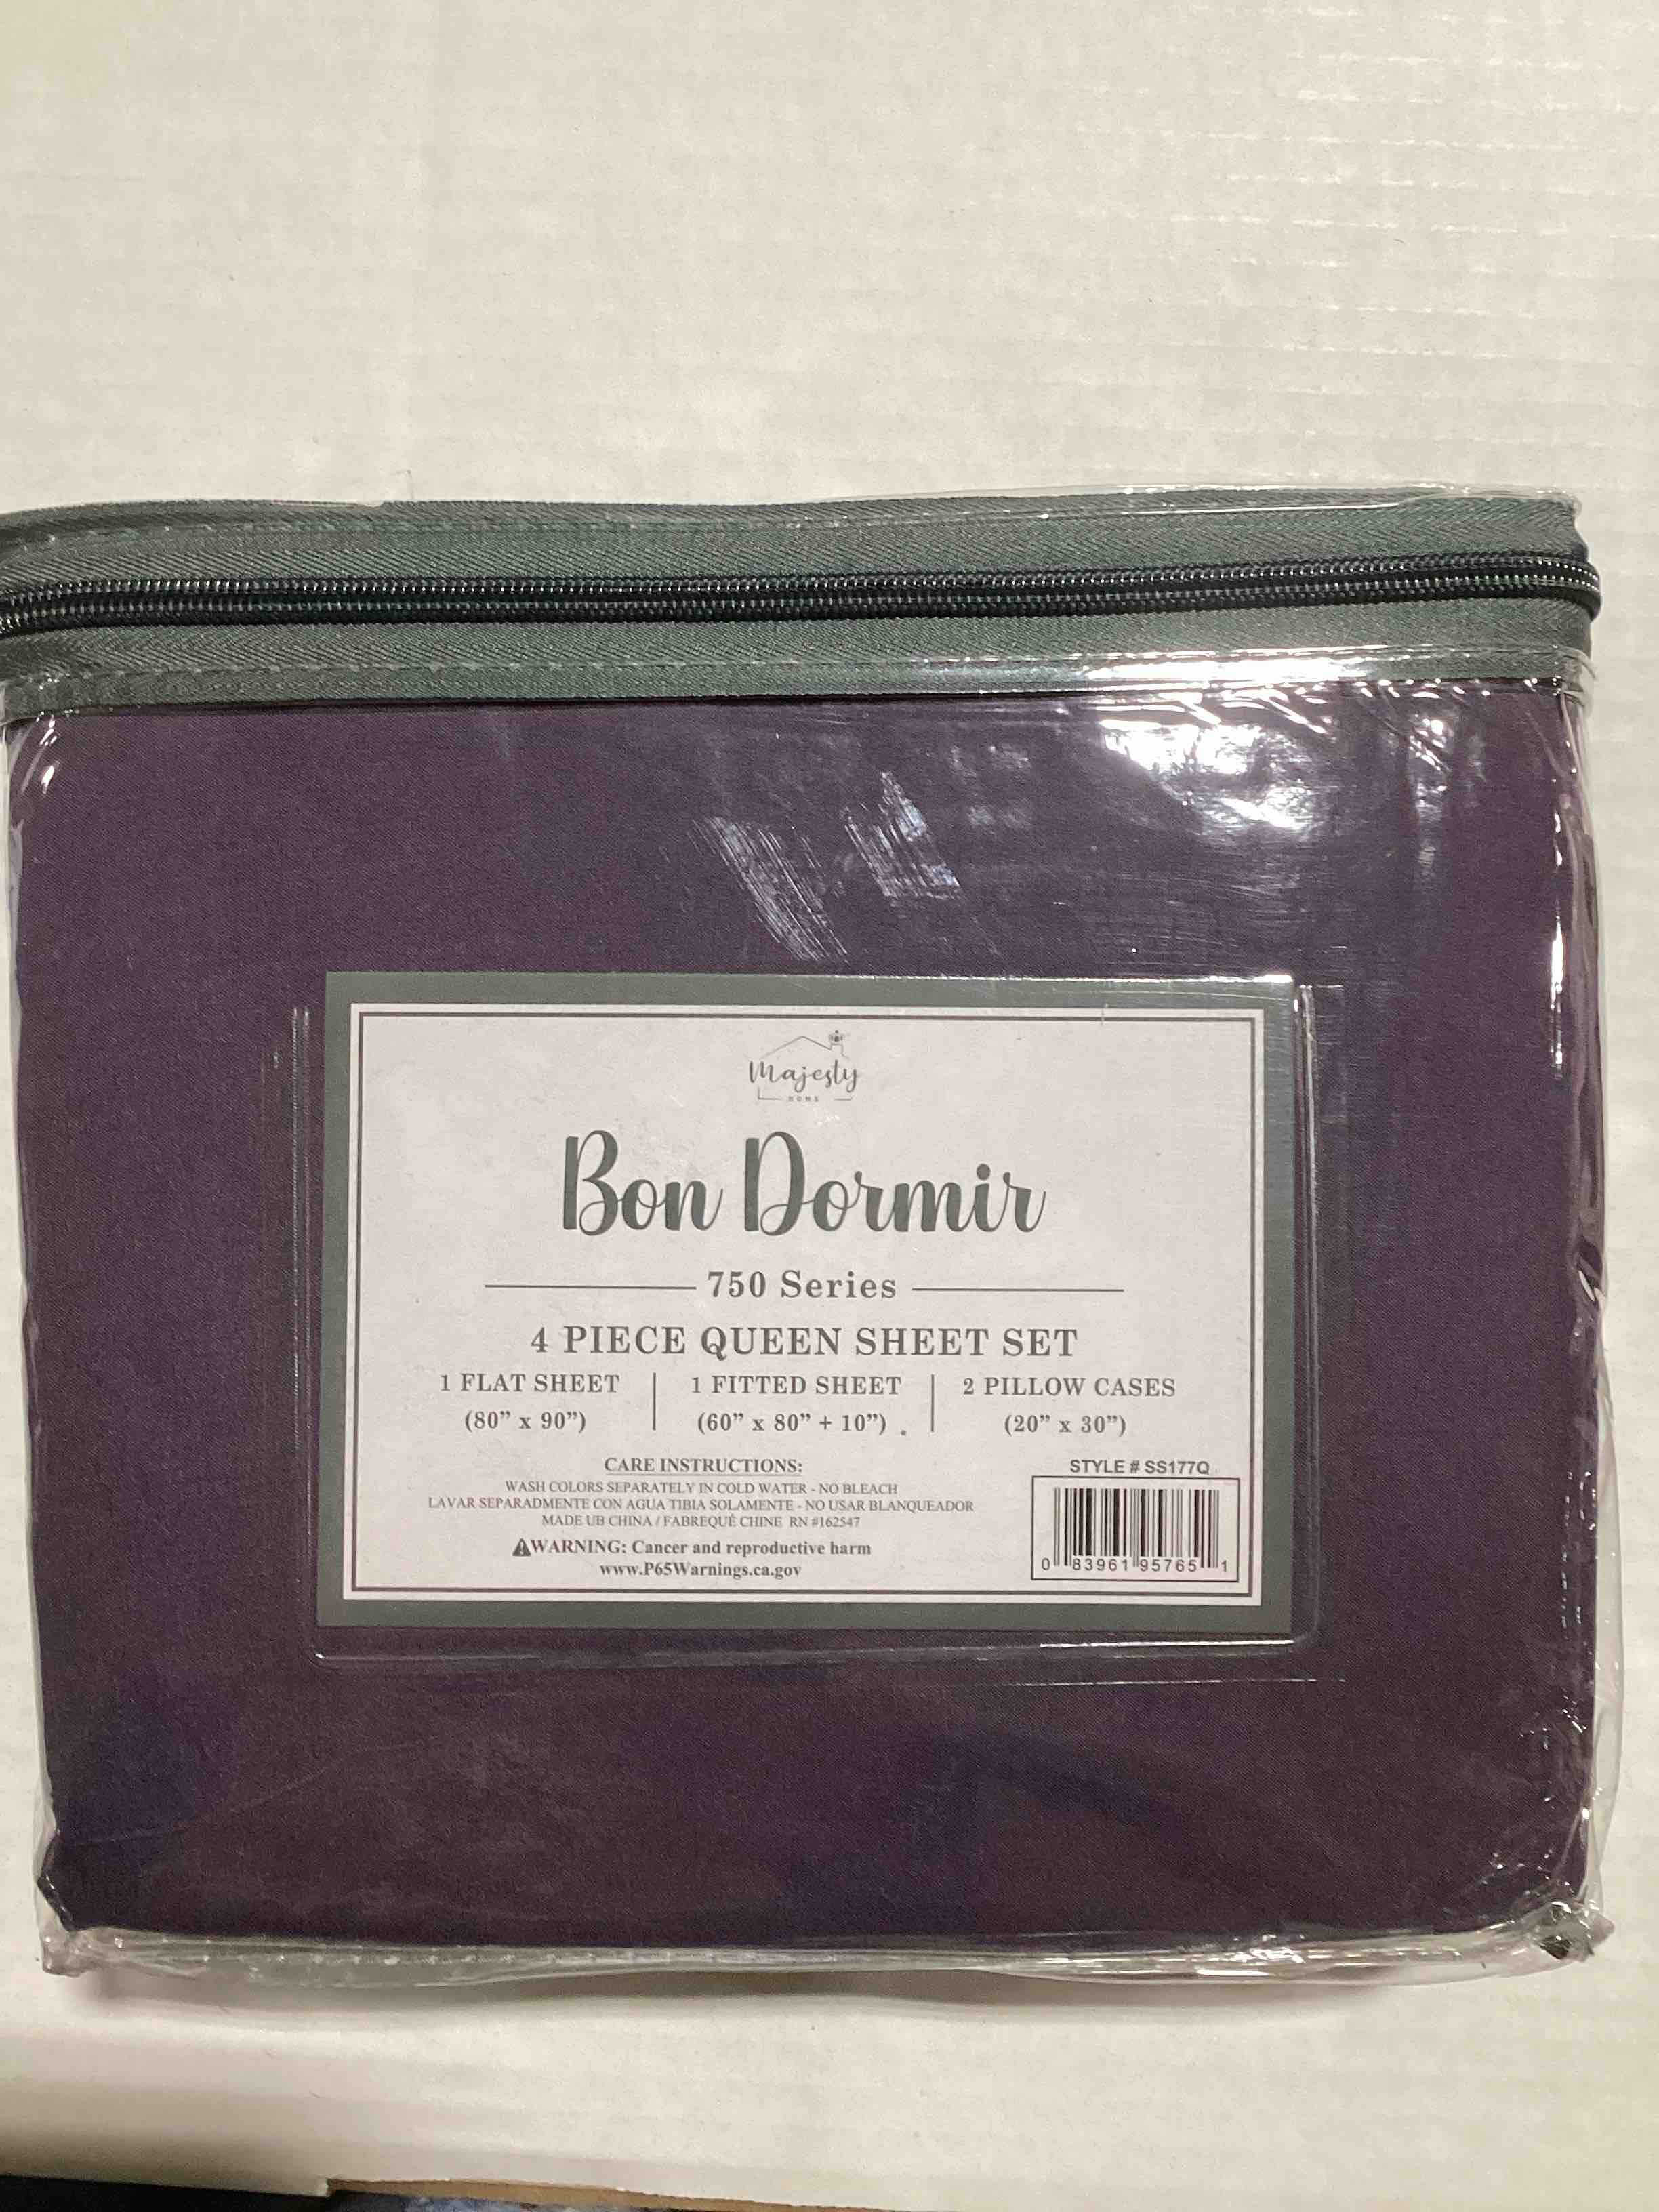 Majesty
HOME
Bon Dormir
750 Series
4 PIECE QUEEN SHEET SET
1 FLAT SHEET
(80” x 90”)
1 FITTED SHEET
(60” x 80” + 10”)
2 PILLOW CASES
(20” x 30”)
CARE INSTRUCTIONS:
WASH COLORS SEPARATELY IN COLD WATER - NO BLEACH
LAVAR SEPARADMENTE CON AGUA TIBIA SOLAMENTE - NO USAR BLANQUEADOR
MADE UB CHINA / FABREQUÉ CHINE RN #162547
⚠WARNING: Cancer and reproductive harm
www.P65Warnings.ca.gov
STYLE # SS177Q
0 83961 95765 1